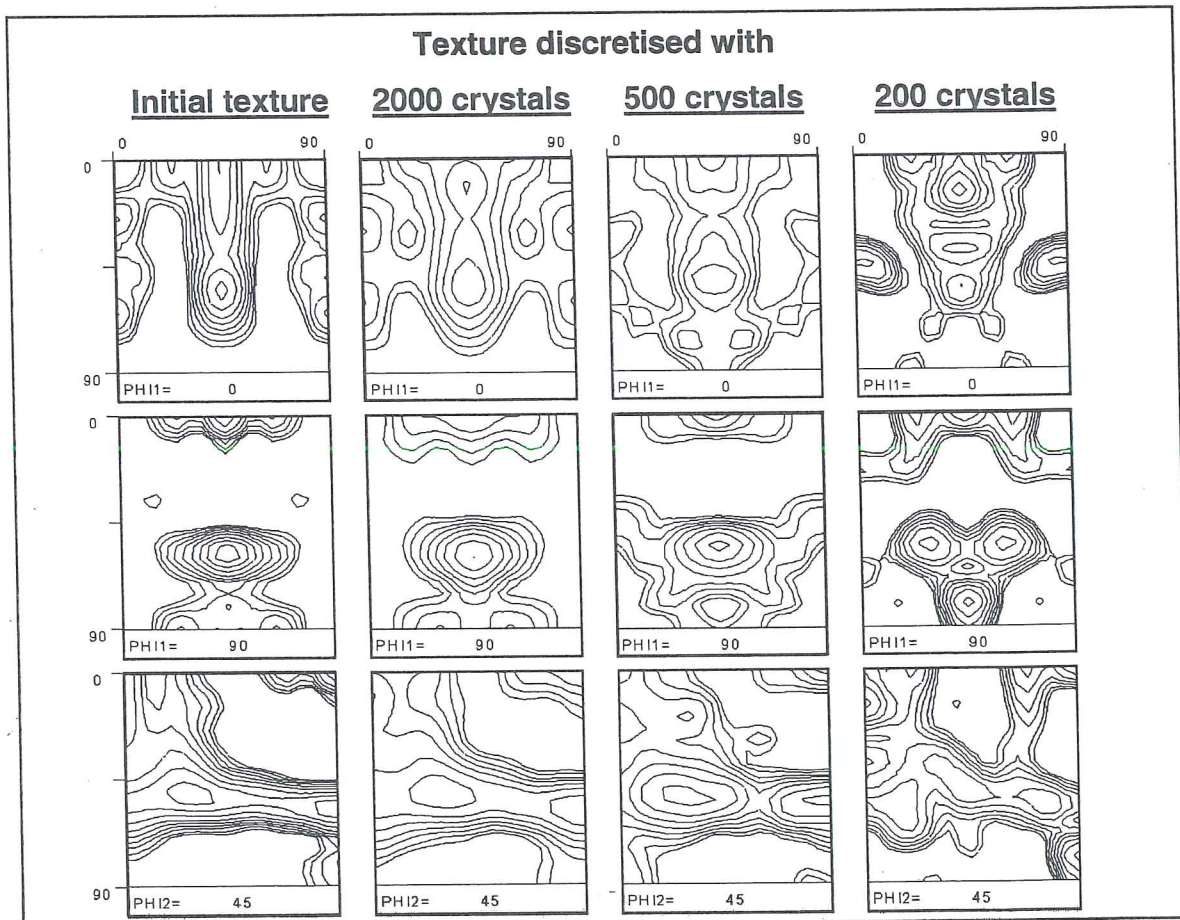 Texture discretised with
Initial texture 2000 crystals 500 crystals 200 crystals
0 90 0 90 0 90 0 90
0
90
PHI1= 0 PHI1= 0 PHI1= 0 PHI1= 0
0
90
PHI1= 90 PHI1= 90 PHI1= 90 PHI1= 90
0
90
PHI2= 45 PHI2= 45 PHI2= 45 PHI2= 45